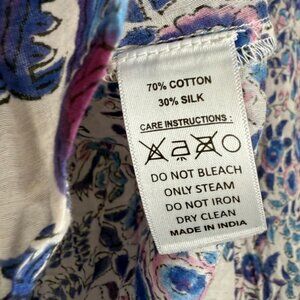 70% COTTON
30% SILK
CARE INSTRUCTIONS :
DO NOT BLEACH
ONLY STEAM
DO NOT IRON
DRY CLEAN
MADE IN INDIA